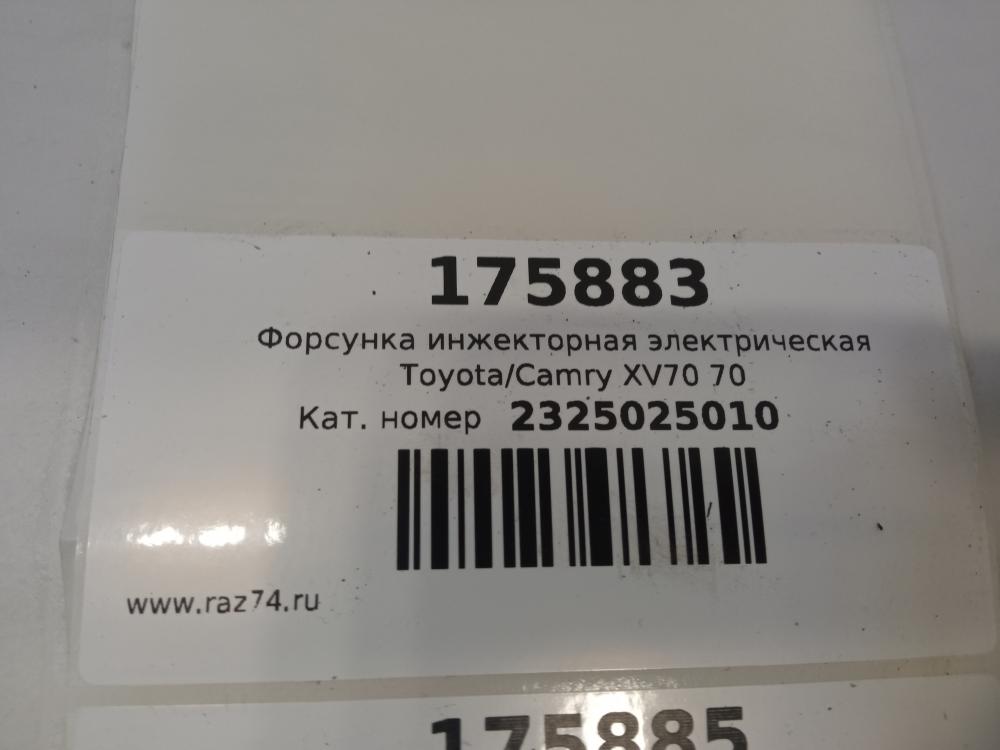 175883
Форсунка инжекторная электрическая
Toyota/Camry XV70 70
Кат. номер 2325025010
www.raz74.ru
175885